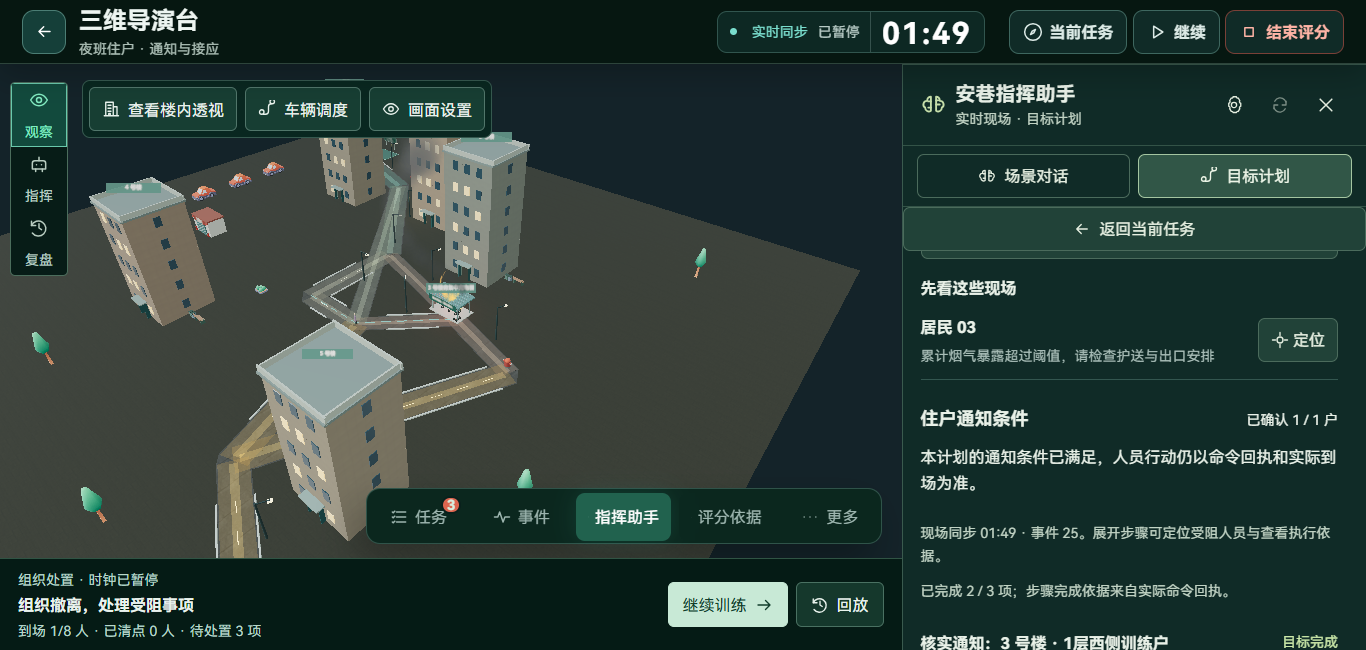 三维导演台
夜班住户 · 通知与接应
实时同步 已暂停 01:49
当前任务
继续
结束评分
观察
指挥
复盘
查看楼内透视
车辆调度
画面设置
安巷指挥助手
实时现场 · 目标计划
场景对话
目标计划
返回当前任务
先看这些现场
居民 03
累计烟气暴露超过阈值，请检查护送与出口安排
定位
住户通知条件
已确认 1 / 1 户
本计划的通知条件已满足，人员行动仍以命令回执和实际到
场为准。
现场同步 01:49 · 事件 25。展开步骤可定位受阻人员与查看执行依
据。
已完成 2 / 3 项；步骤完成依据来自实际命令回执。
核实通知：3 号楼 · 1层西侧训练户
目标完成
任务 3
事件
指挥助手
评分依据
··· 更多
组织处置 · 时钟已暂停
组织撤离，处理受阻事项
到场 1/8 人 · 已清点 0 人 · 待处置 3 项
继续训练
回放